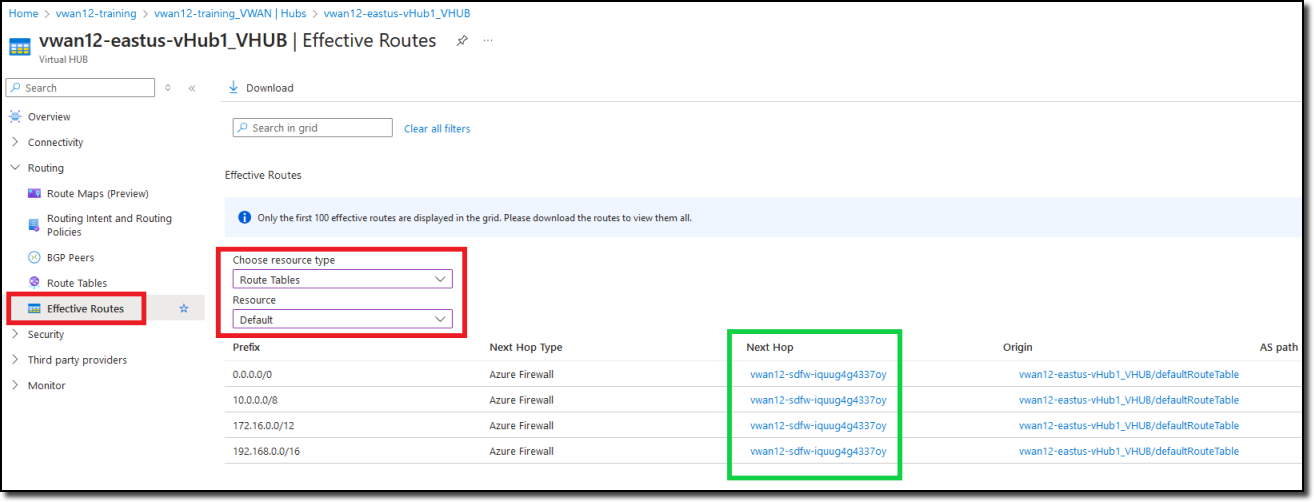 Home > vwan12-training > vwan12-training_VWAN | Hubs > vwan12-eastus-vHub1_VHUB
vwan12-eastus-vHub1_VHUB | Effective Routes ...
Virtual HUB
Search
Download
Overview
Connectivity
Routing
Route Maps (Preview)
Routing Intent and Routing
Policies
BGP Peers
Route Tables
Effective Routes
Security
Third party providers
Monitor
Search in grid Clear all filters
Effective Routes
Only the first 100 effective routes are displayed in the grid. Please download the routes to view them all.
Choose resource type
Route Tables
Resource
Default
Prefix Next Hop Type Next Hop Origin AS path
0.0.0.0/0 Azure Firewall vwan12-sdfw-iquug4g4337oy vwan12-eastus-vHub1_VHUB/defaultRouteTable
10.0.0.0/8 Azure Firewall vwan12-sdfw-iquug4g4337oy vwan12-eastus-vHub1_VHUB/defaultRouteTable
172.16.0.0/12 Azure Firewall vwan12-sdfw-iquug4g4337oy vwan12-eastus-vHub1_VHUB/defaultRouteTable
192.168.0.0/16 Azure Firewall vwan12-sdfw-iquug4g4337oy vwan12-eastus-vHub1_VHUB/defaultRouteTable